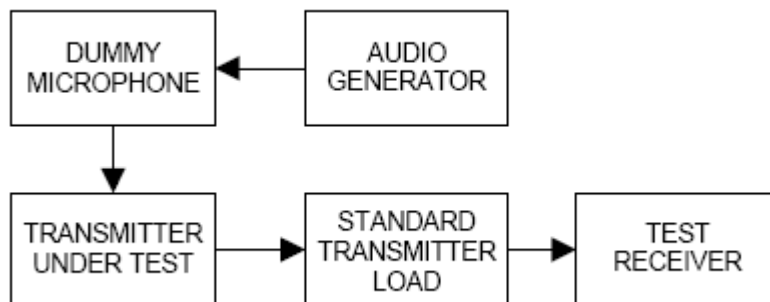 DUMMY
MICROPHONE
AUDIO
GENERATOR
TRANSMITTER
UNDER TEST
STANDARD
TRANSMITTER
LOAD
TEST
RECEIVER